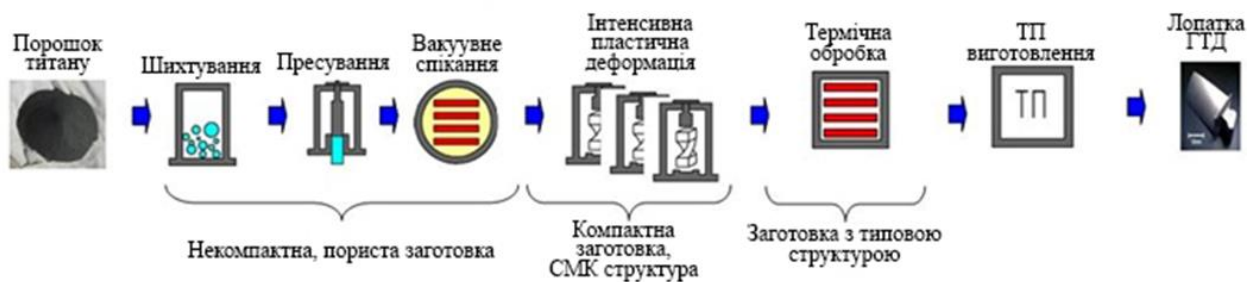 Порошок
титану
Шихтування
Пресування
Вакуувне
спікання
Інтенсивна
пластична
деформація
Термічна
обробка
ТП
виготовлення
ТП
Лопатка
ГТД
Некомпактна, пориста заготовка
Компактна
заготовка,
СМК структура
Заготовка з типовою
структурою